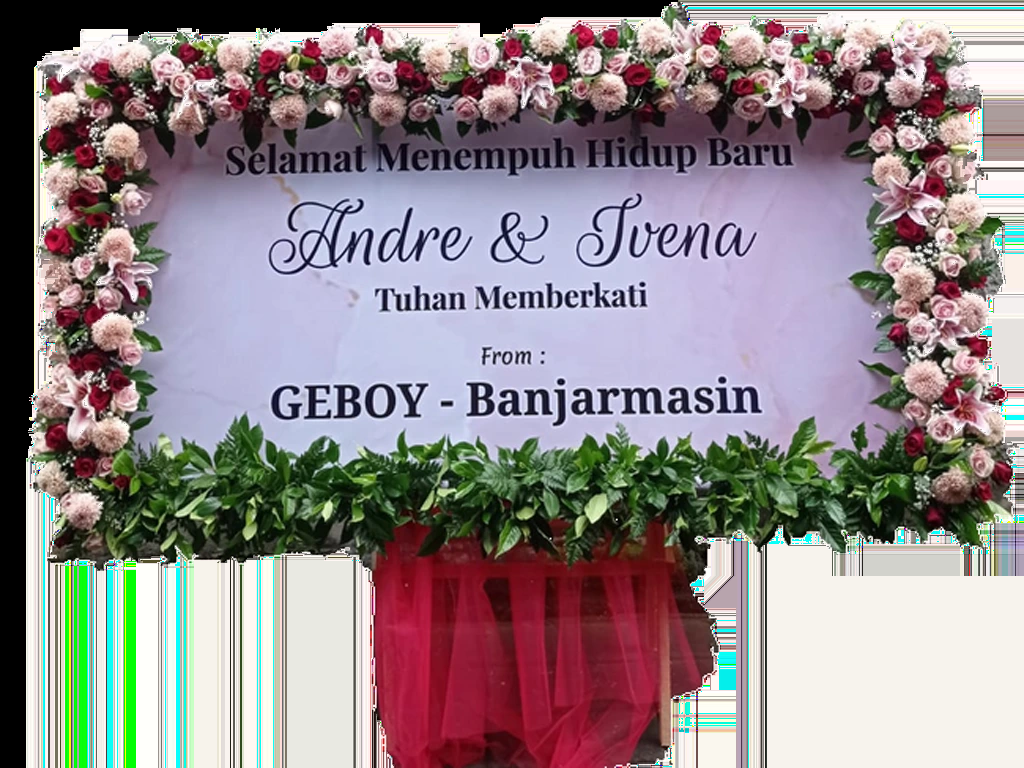 Selamat Menempuh Hidup Baru
Andre & Ivena
Tuhan Memberkati
From :
GEBOY - Banjarmasin